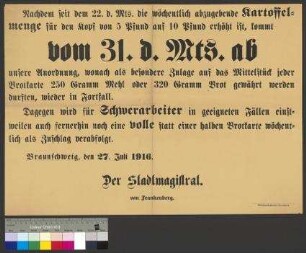 Nachdem seit dem 22. d. Mts. die wöchentlich abzugebende Kartoffel-
menge für den Kopf von 5 Pfund auf 10 Pfund erhöht ist, kommt
vom 31. d. Mts. ab
unsere Anordnung, wonach als besondere Zulage auf das Mittelstück jeder
Brotkarte 250 Gramm Mehl oder 320 Gramm Brot gewährt werden
durften, wieder in Fortfall.
Dagegen wird für Schwerarbeiter in geeigneten Fällen einst-
weilen auch fernerhin noch eine volle statt einer halben Brotkarte wöchent-
lich als Zuschlag verabfolgt.
Braunschweig, den 27. Juli 1916.
Der Stadtmagistrat.
von Frankenberg.